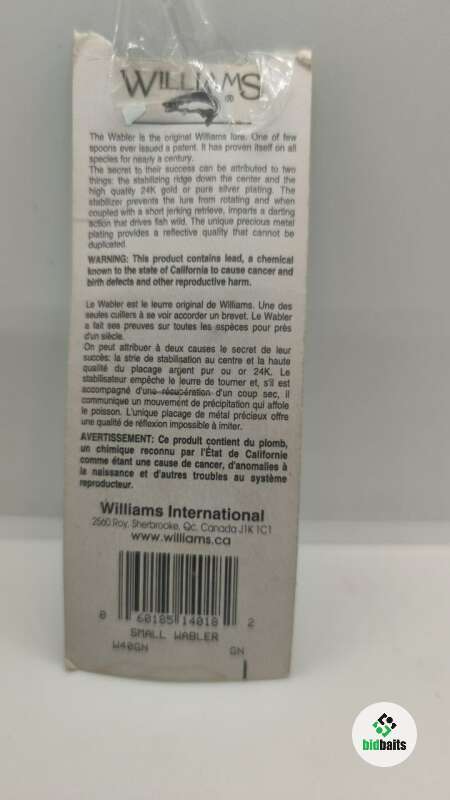 WILLIAMS
®
The Wabler is the original Williams lure. One of few
spoons ever issued a patent. It has proven itself on all
species for nearly a century.
The secret to their success can be attributed to two
things: the stabilizing ridge down the center and the
high quality 24K gold or pure silver plating. The
stabilizer prevents the lure from rotating and when
coupled with a short jerking retrieve, imparts a darting
action that drives fish wild. The unique precious metal
plating provides a reflective quality that cannot be
duplicated.
WARNING: This product contains lead, a chemical
known to the state of California to cause cancer and
birth defects and other reproductive harm.
Le Wabler est le leurre original de Williams. Une des
seules cuillers à se voir accorder un brevet. Le Wabler
a fait ses preuves sur toutes les espèces pour près
d'un siècle.
On peut attribuer à deux causes le secret de leur
succès: la strie de stabilisation au centre et la haute
qualité du placage argent pur ou or 24K. Le
stabilisateur empêche le leurre de tourner et, s'il est
accompagné d'une récupération d'un coup sec, il
communique un mouvement de précipitation qui affole
le poisson. L'unique placage de métal précieux offre
une qualité de réflexion impossible à imiter.
AVERTISSEMENT: Ce produit contient du plomb,
un chimique reconnu par l'État de Californie
comme étant une cause de cancer, d'anomalies à
la naissance et d'autres troubles au système
reproducteur.
Williams International
2560 Roy, Sherbrooke, Qc. Canada J1K 1C1
www.williams.ca
0 60185 14018 2
SMALL WABLER
W40GN GN
bidbaits